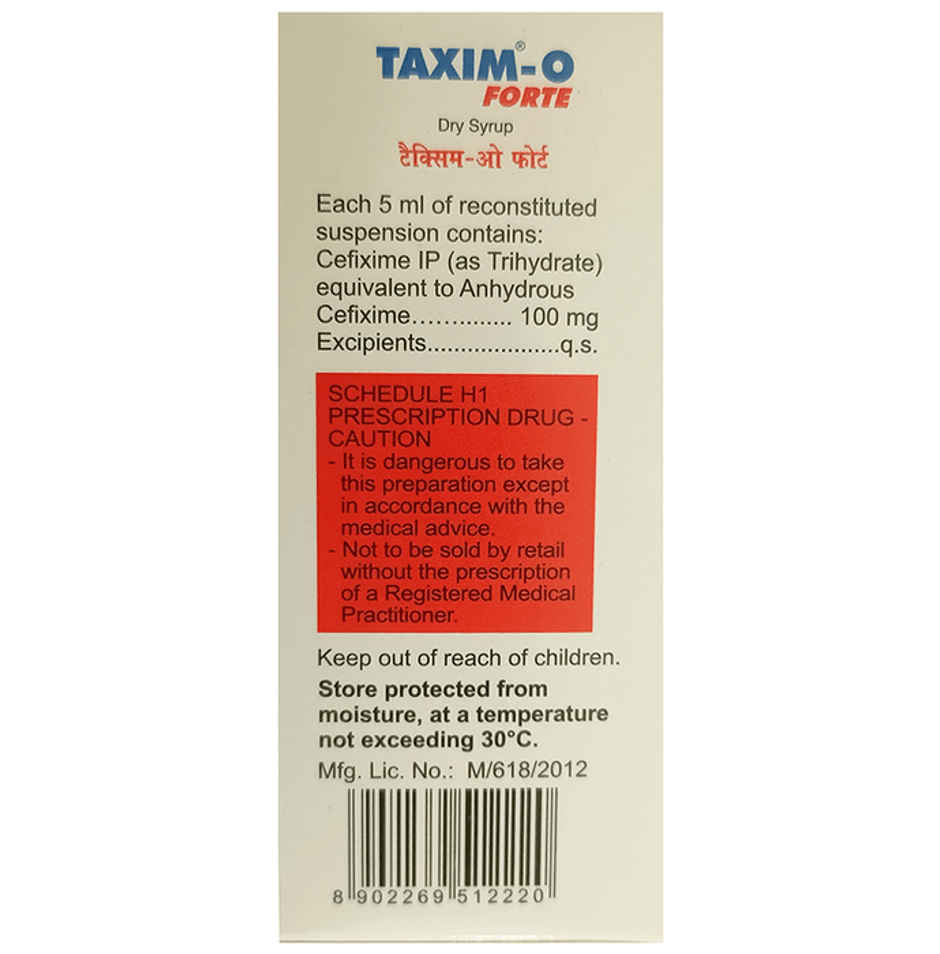 TAXIM®-O
FORTE
Dry Syrup
टैक्सिम-ओ फोर्ट
Each 5 ml of reconstituted
suspension contains:
Cefixime IP (as Trihydrate)
equivalent to Anhydrous
Cefixime.............. 100 mg
Excipients....................q.s.
SCHEDULE H1
PRESCRIPTION DRUG -
CAUTION
- It is dangerous to take
this preparation except
in accordance with the
medical advice.
- Not to be sold by retail
without the prescription
of a Registered Medical
Practitioner.
Keep out of reach of children.
Store protected from
moisture, at a temperature
not exceeding 30°C.
Mfg. Lic. No.: M/618/2012
8 902269 512220